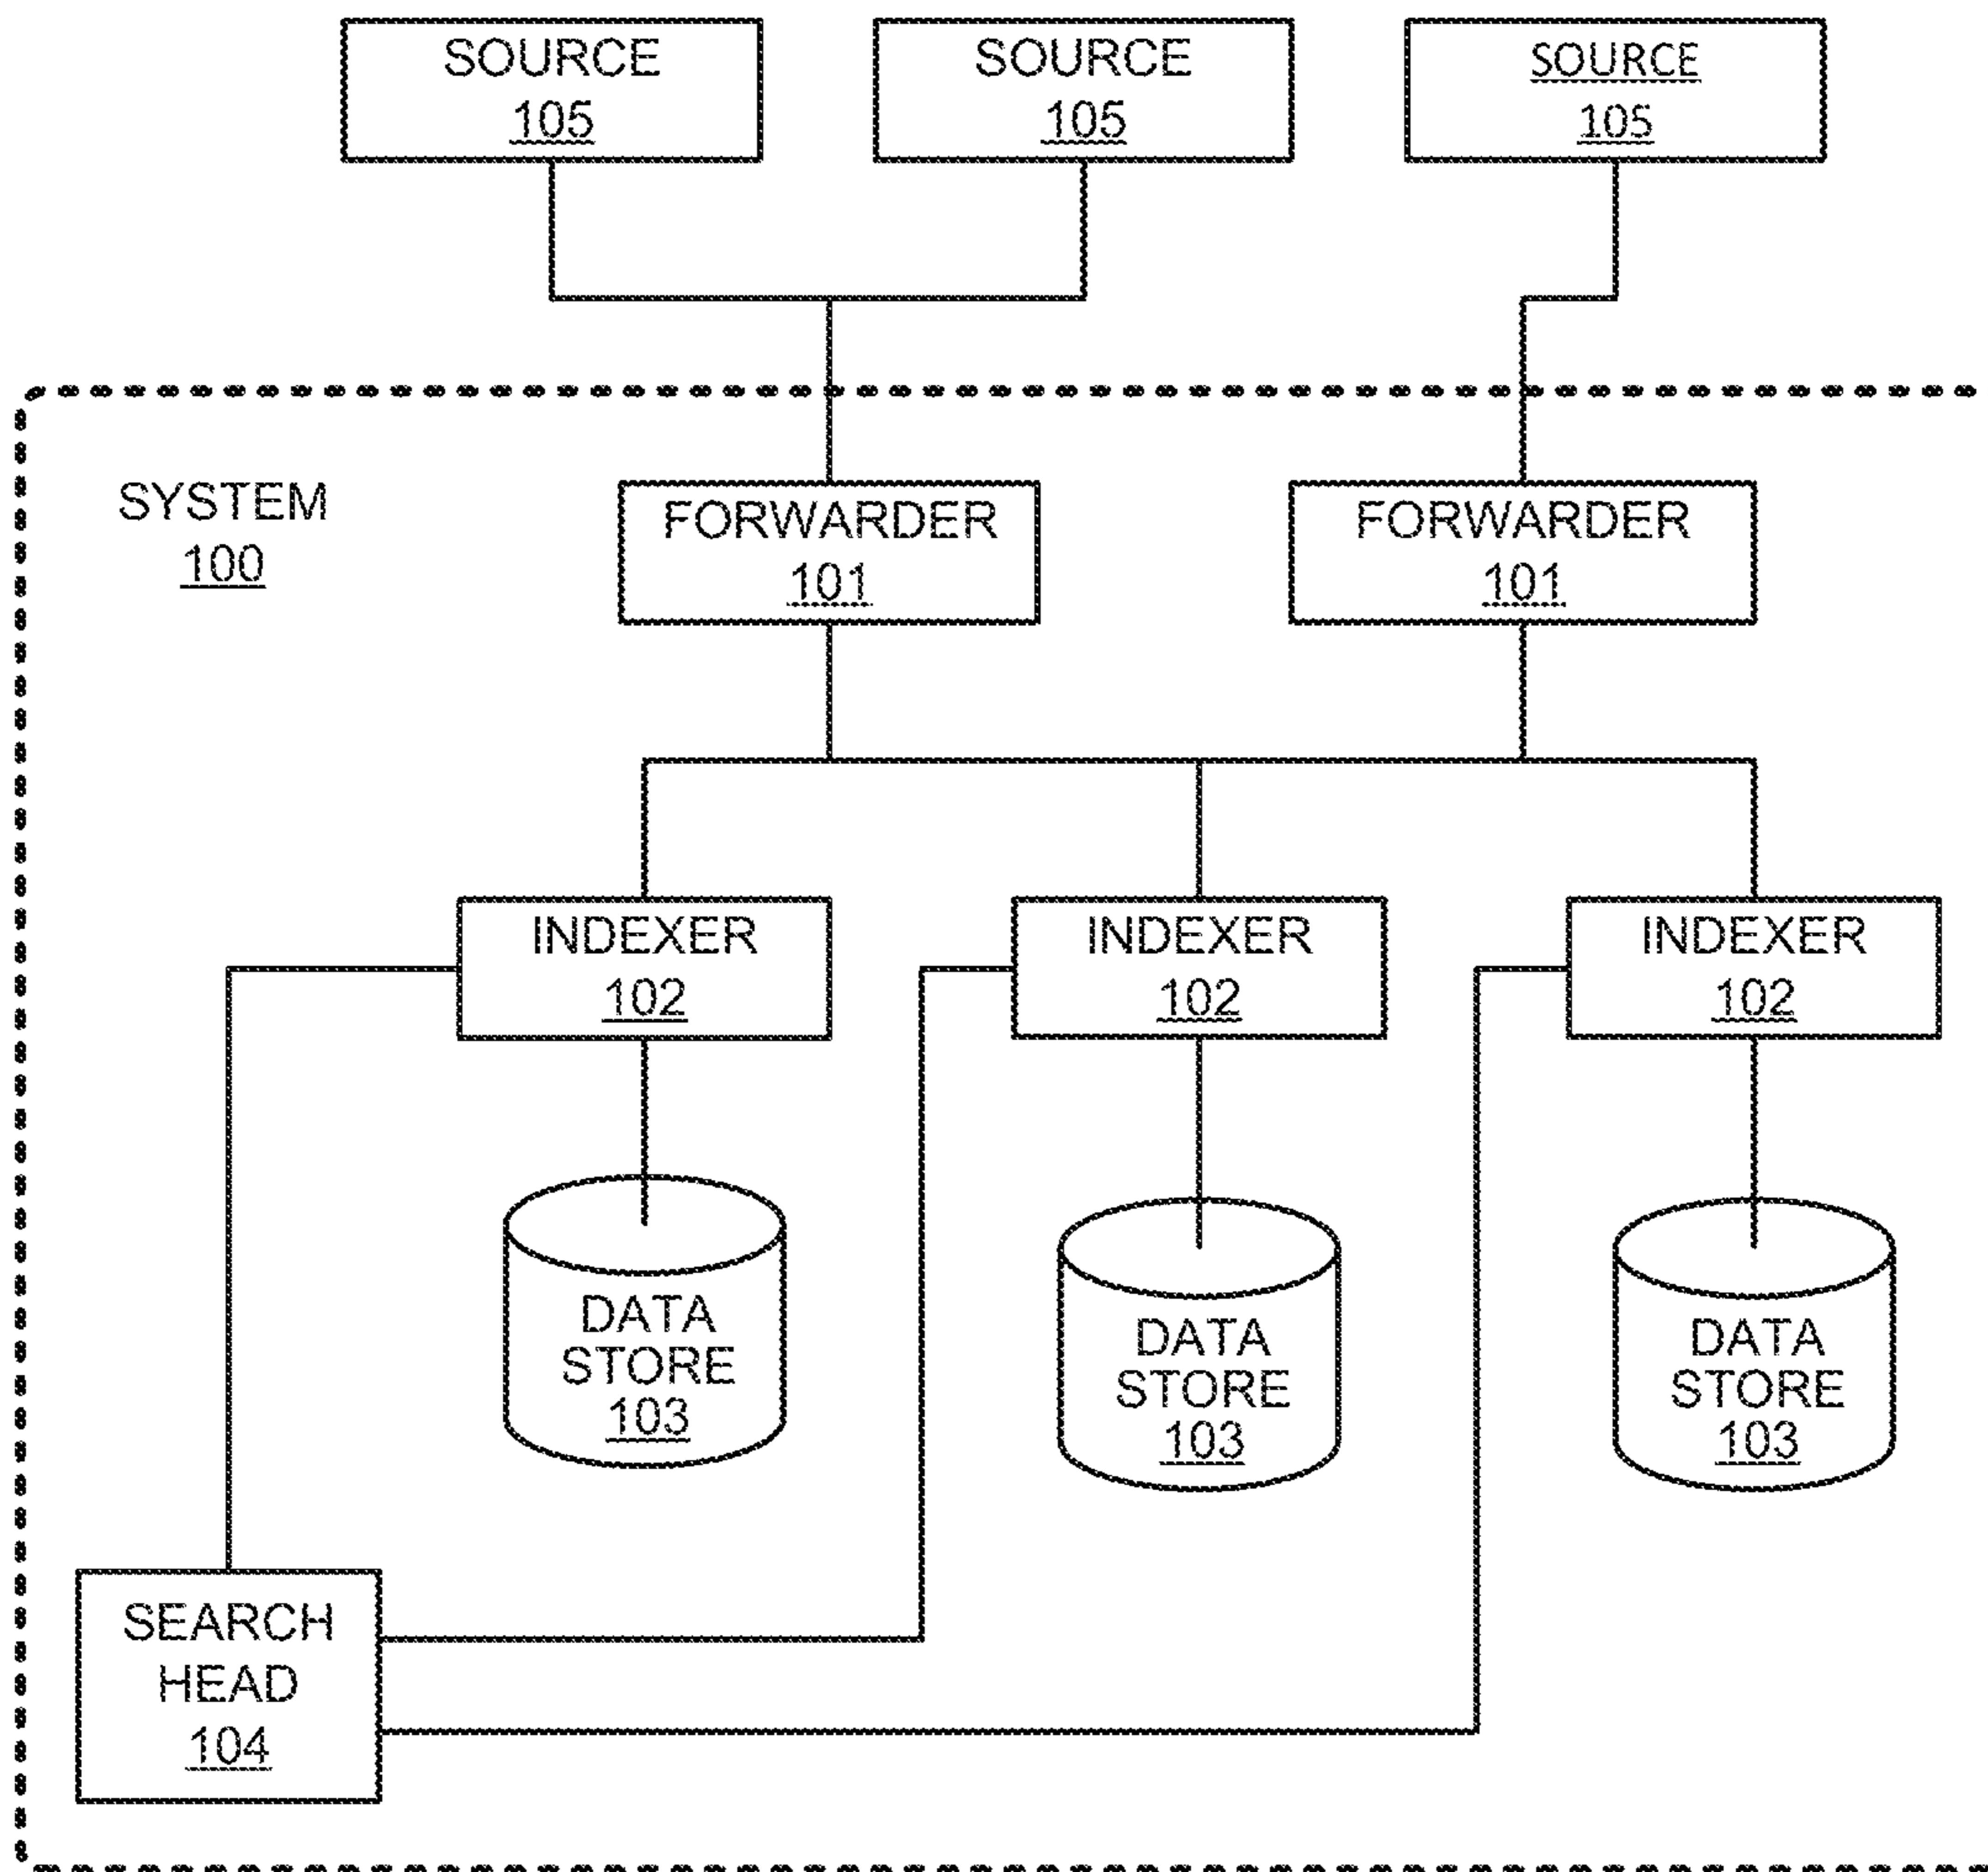 SOURCE
105
SOURCE
105
SOURCE
105
SYSTEM
100
FORWARDER
101
FORWARDER
101
INDEXER
102
INDEXER
102
INDEXER
102
DATA
STORE
103
DATA
STORE
103
DATA
STORE
103
SEARCH
HEAD
104